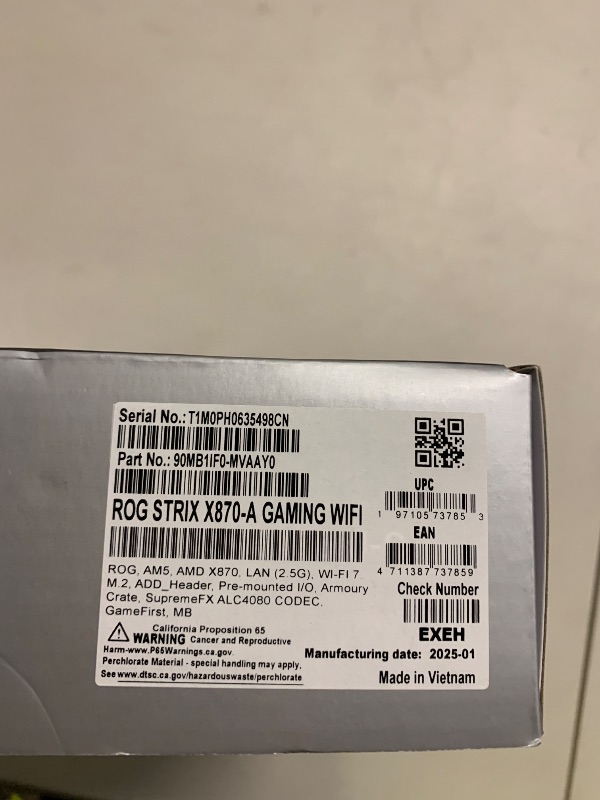 Serial No.: T1M0PH0635498CN
Part No.: 90MB1IF0-MVAAY0
UPC
1 97105 73785 3
ROG STRIX X870-A GAMING WIFI
EAN
4 711387 737859
ROG, AM5, AMD X870, LAN (2.5G), WI-FI 7
M.2, ADD_Header, Pre-mounted I/O, Armoury
Crate, SupremeFX ALC4080 CODEC,
GameFirst, MB
Check Number
EXEH
California Proposition 65
WARNING Cancer and Reproductive
Harm-www.P65Warnings.ca.gov.
Perchlorate Material - special handling may apply,
See www.dtsc.ca.gov/hazardouswaste/perchlorate
Manufacturing date: 2025-01
Made in Vietnam